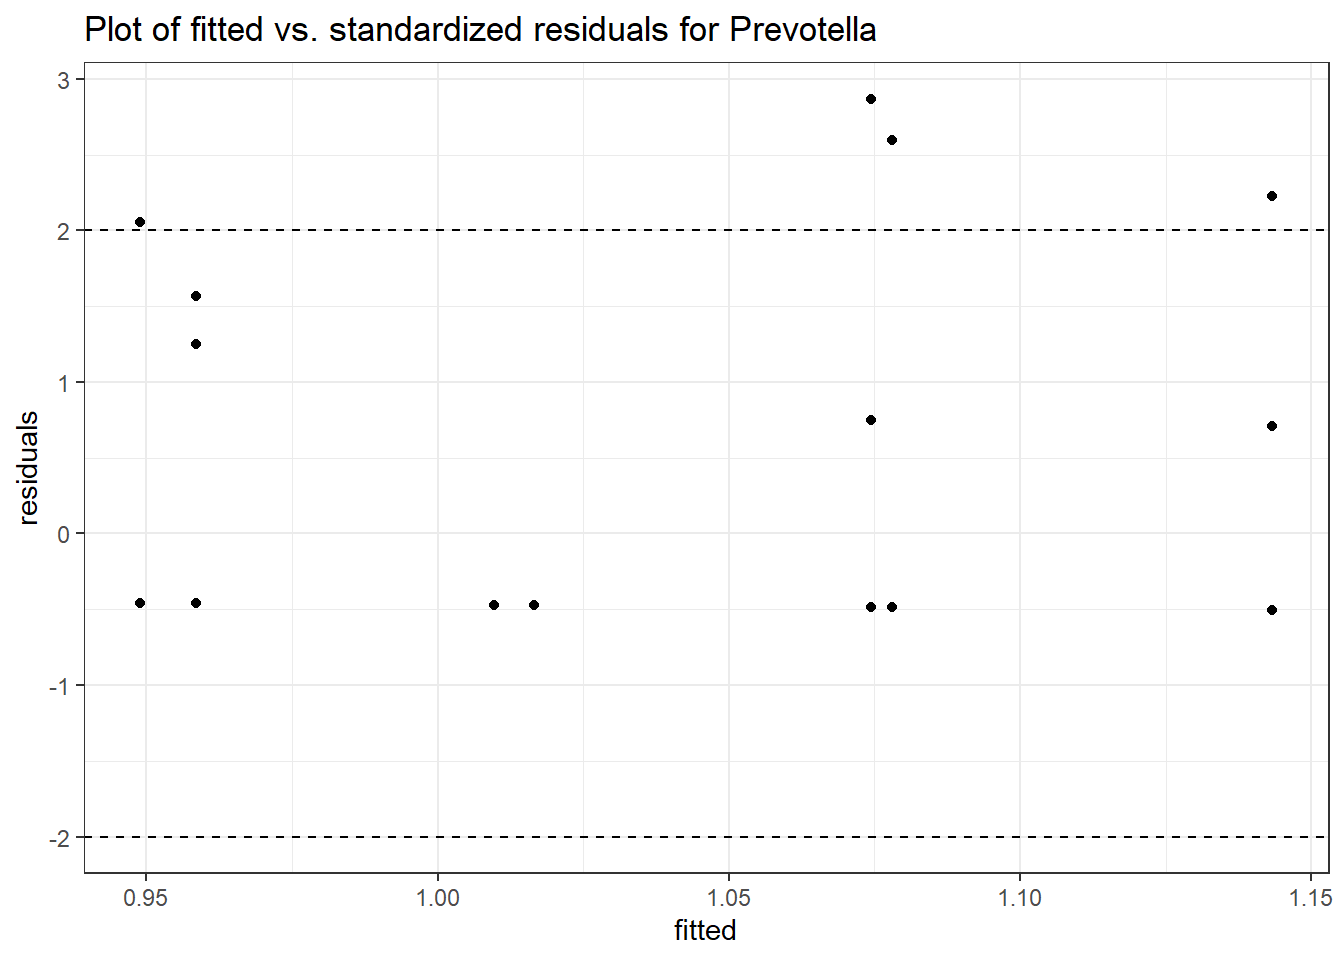 Plot of fitted vs. standardized residuals for Prevotella
3
2
1
0
-1
-2
residuals
0.95 1.00 1.05 1.10 1.15
fitted